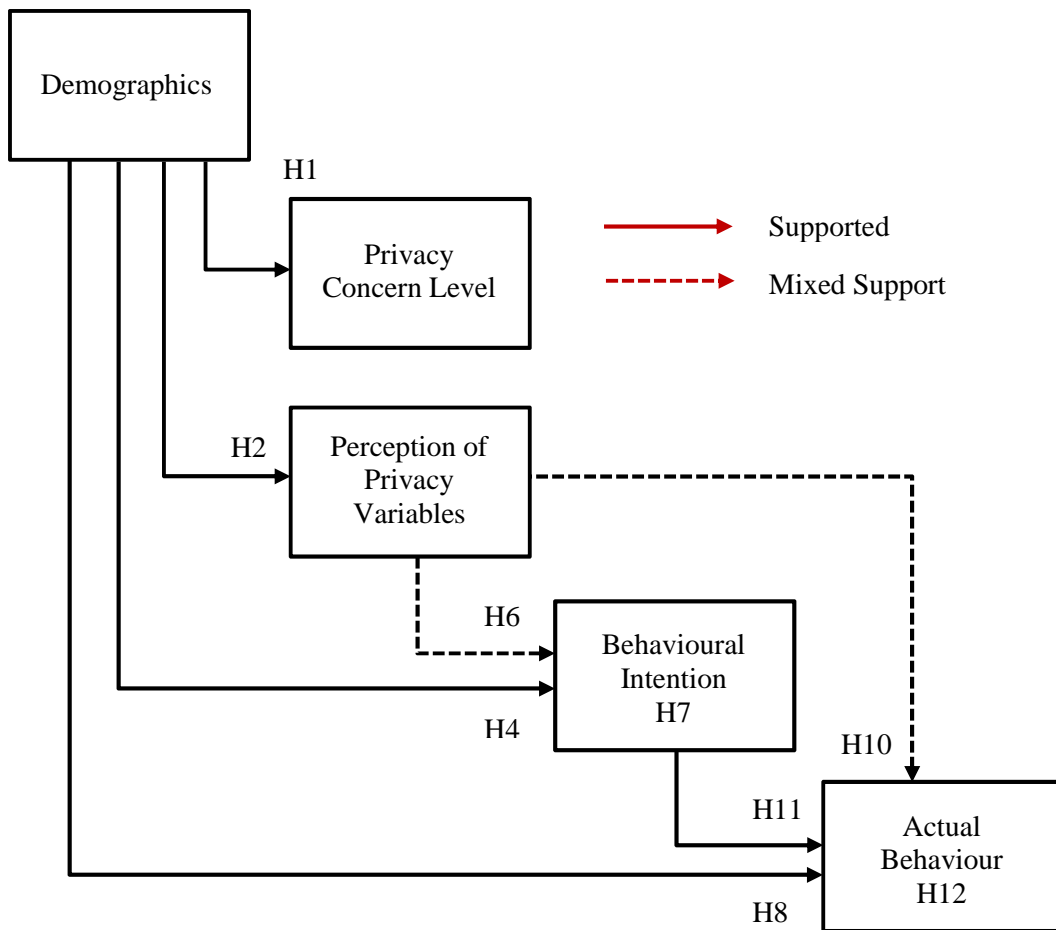 Demographics
H1
Privacy
Concern Level
Supported
Mixed Support
H2
Perception of
Privacy
Variables
H6
Behavioural
Intention
H7
H4
H10
H11
Actual
Behaviour
H12
H8